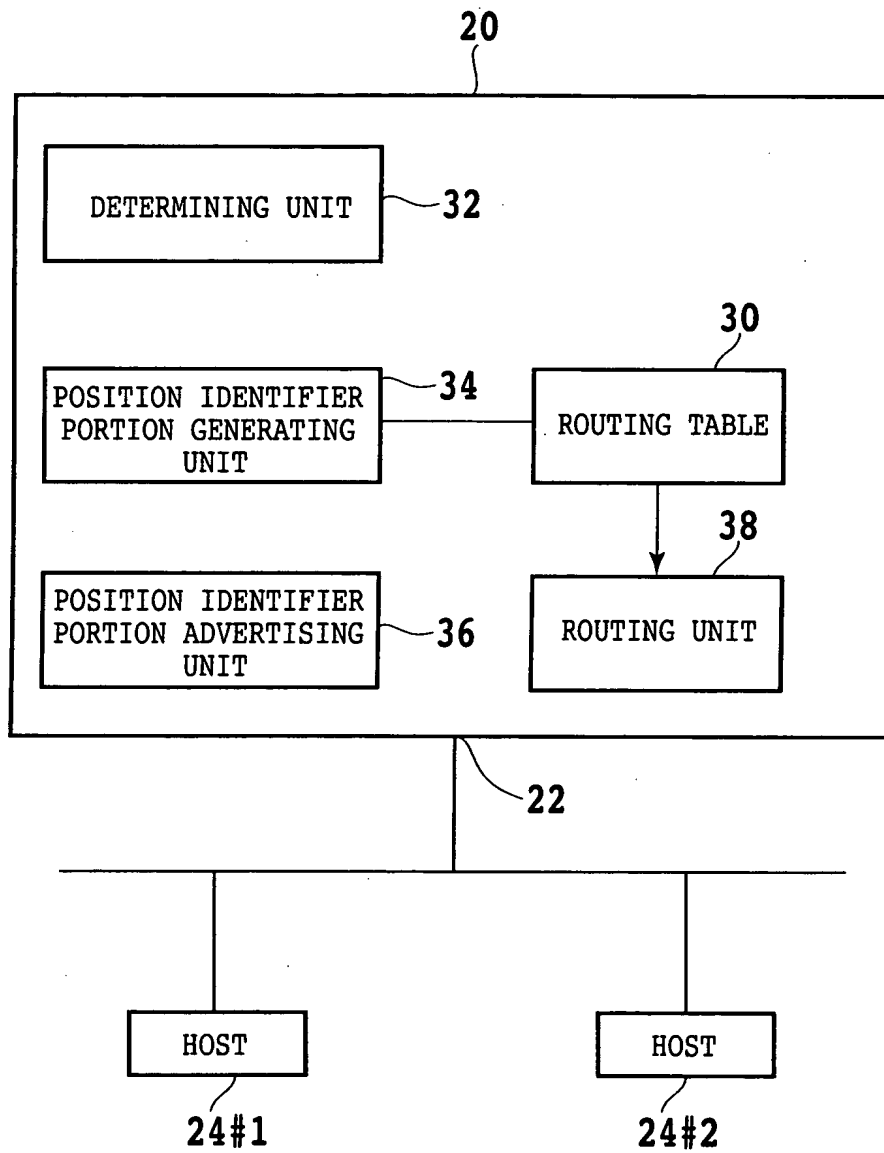 20
DETERMINING UNIT
32
30
34
POSITION IDENTIFIER
PORTION GENERATING
UNIT
ROUTING TABLE
38
POSITION IDENTIFIER
PORTION ADVERTISING
UNIT
36
ROUTING UNIT
22
HOST
HOST
24#1
24#2